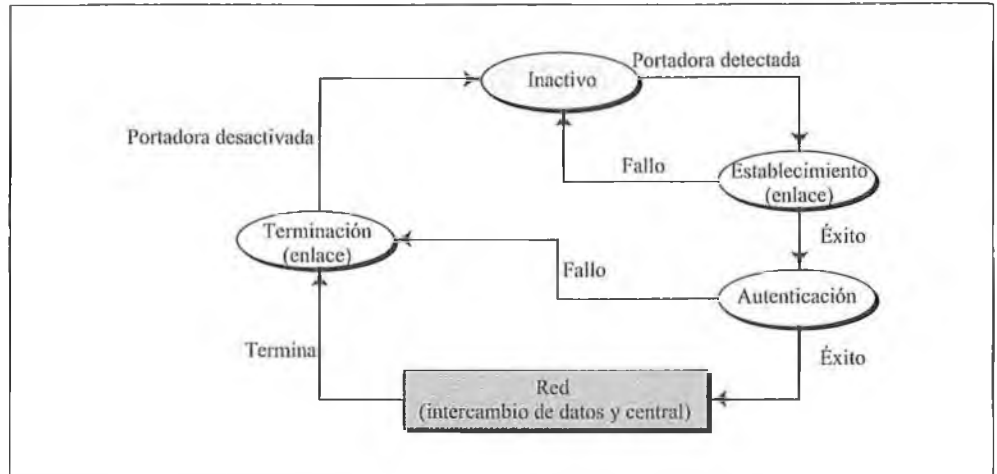 Inactivo
Portadora detectada
Portadora desactivada
Fallo
Establecimiento
(enlace)
Éxito
Terminación
(enlace)
Fallo
Autenticación
Termina
Éxito
Red
(intercambio de datos y central)